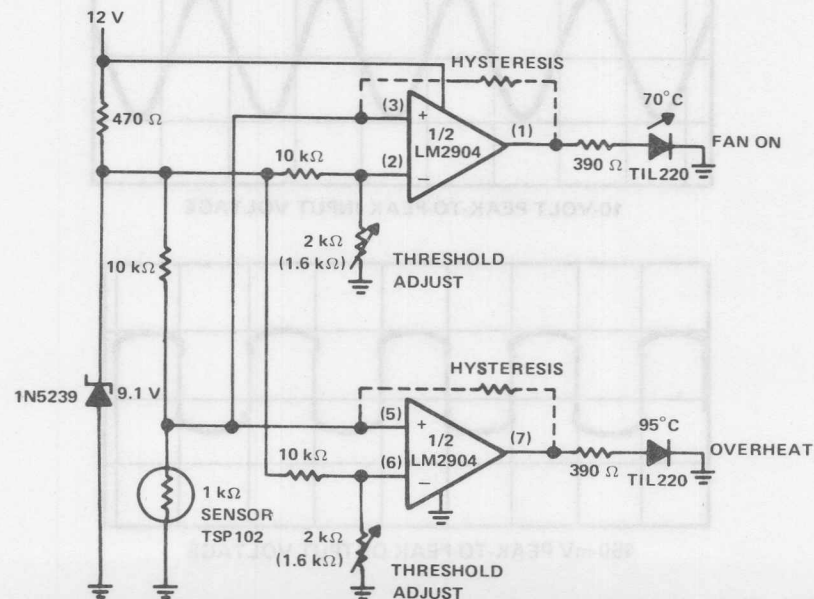 12 V
HYSTERESIS
70°C
(3)
+
470 Ω
1/2
LM2904
(1)
FAN ON
10 kΩ
(2)
−
390 Ω
TIL220
10-VOLT PEAK-TO-PEAK INPUT VOLTAGE
2 kΩ
(1.6 kΩ)
THRESHOLD
ADJUST
10 kΩ
HYSTERESIS
1N5239
9.1 V
95°C
(5)
+
1/2
LM2904
(7)
OVERHEAT
10 kΩ
(6)
−
390 Ω
TIL220
1 kΩ
SENSOR
TSP102
2 kΩ
(1.6 kΩ)
THRESHOLD
ADJUST